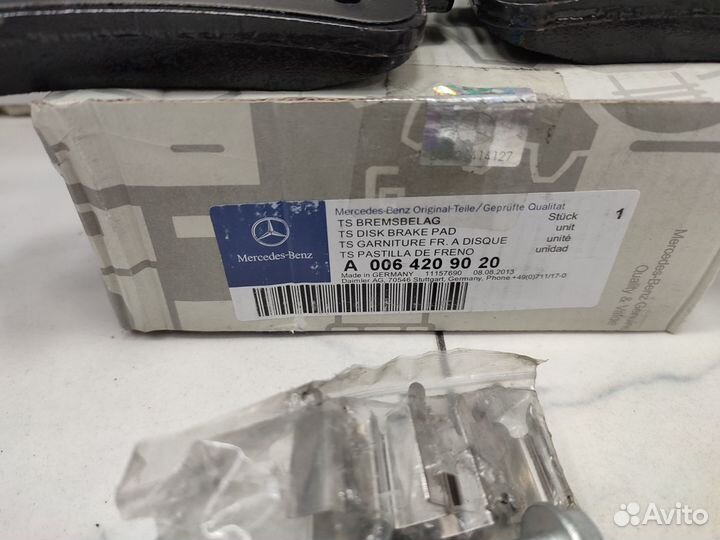 414127
Mercedes-Benz Original-Teile/Geprüfte Qualitat
TS BREMSBELAG
TS DISK BRAKE PAD
TS GARNITURE FR. A DISQUE
TS PASTILLA DE FRENO
Stück
unit
unité
unidad
1
Mercedes-Benz
A 006 420 90 20
Made in GERMANY 11157690 08.08.2013
Daimler AG, 70546 Stuttgart, Germany, Phone +49(0)711/17-0
Mercedes-Benz
Quality &
Avito